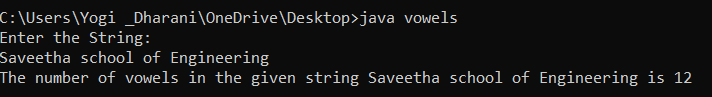 C:\Users\Yogi _Dharani\OneDrive\Desktop>java vowels
Enter the String:
Saveetha school of Engineering
The number of vowels in the given string Saveetha school of Engineering is 12